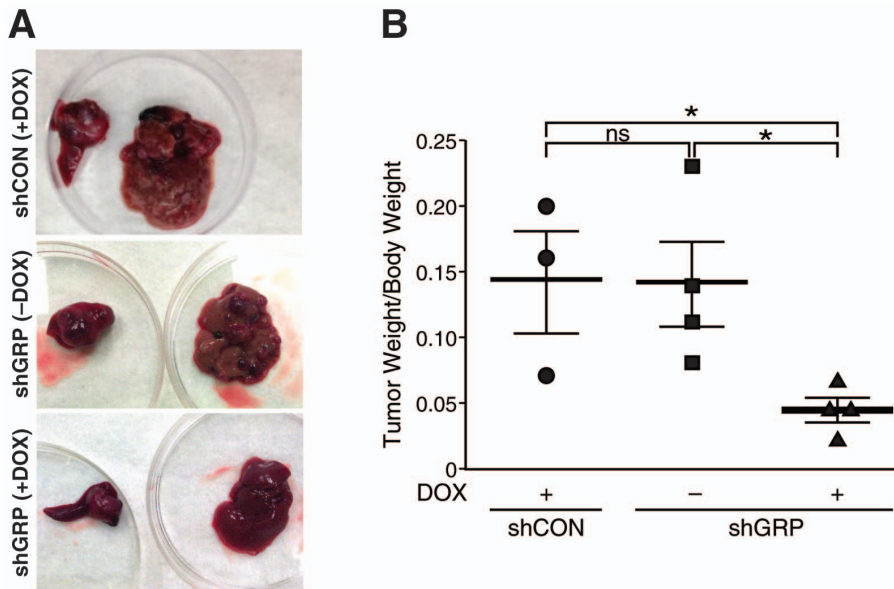 A
shCON (+DOX)
shGRP (−DOX)
shGRP (+DOX)
B
*
ns
*
Tumor Weight/Body Weight
0.25
0.20
0.15
0.10
0.05
0
DOX + − +
shCON shGRP